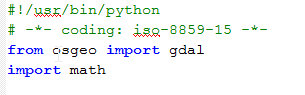 #!/usr/bin/python
# -*- coding: iso-8859-15 -*-
from osgeo import gdal
import math